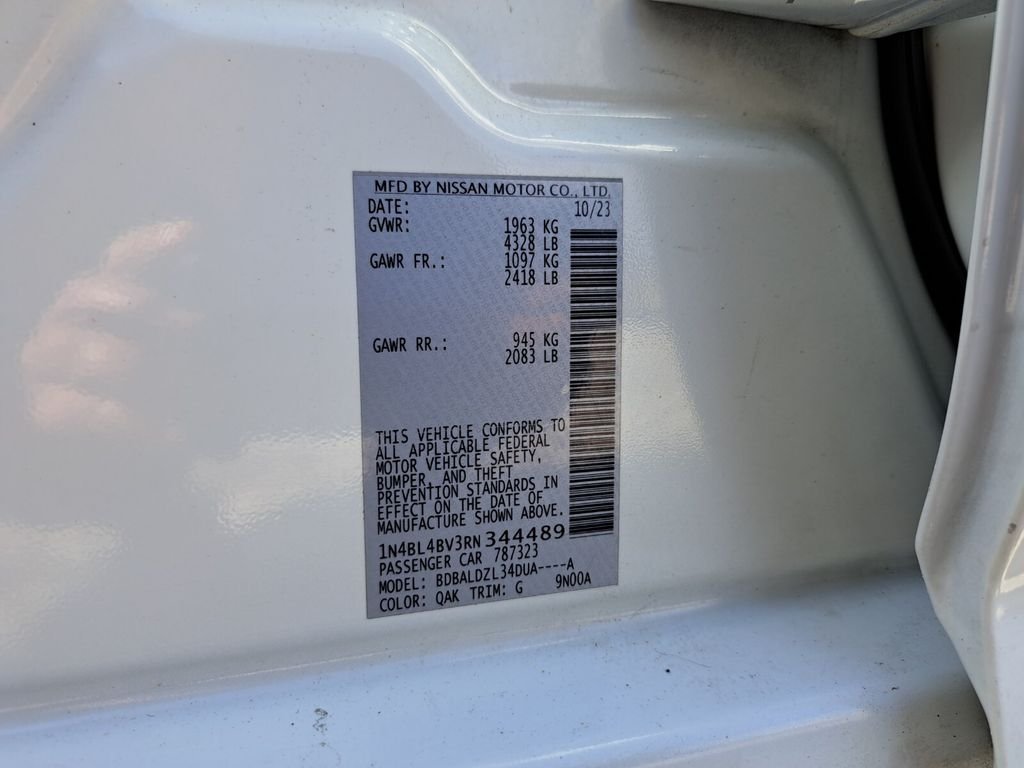 MFD BY NISSAN MOTOR CO., LTD.
DATE: 10/23
GVWR: 1963 KG
4328 LB
GAWR FR.: 1097 KG
2418 LB
GAWR RR.: 945 KG
2083 LB
THIS VEHICLE CONFORMS TO
ALL APPLICABLE FEDERAL
MOTOR VEHICLE SAFETY,
BUMPER, AND THEFT
PREVENTION STANDARDS IN
EFFECT ON THE DATE OF
MANUFACTURE SHOWN ABOVE.
1N4BL4BV3RN344489
PASSENGER CAR 787323
MODEL: BDBALDZL34DUA----A
COLOR: QAK TRIM: G 9N00A